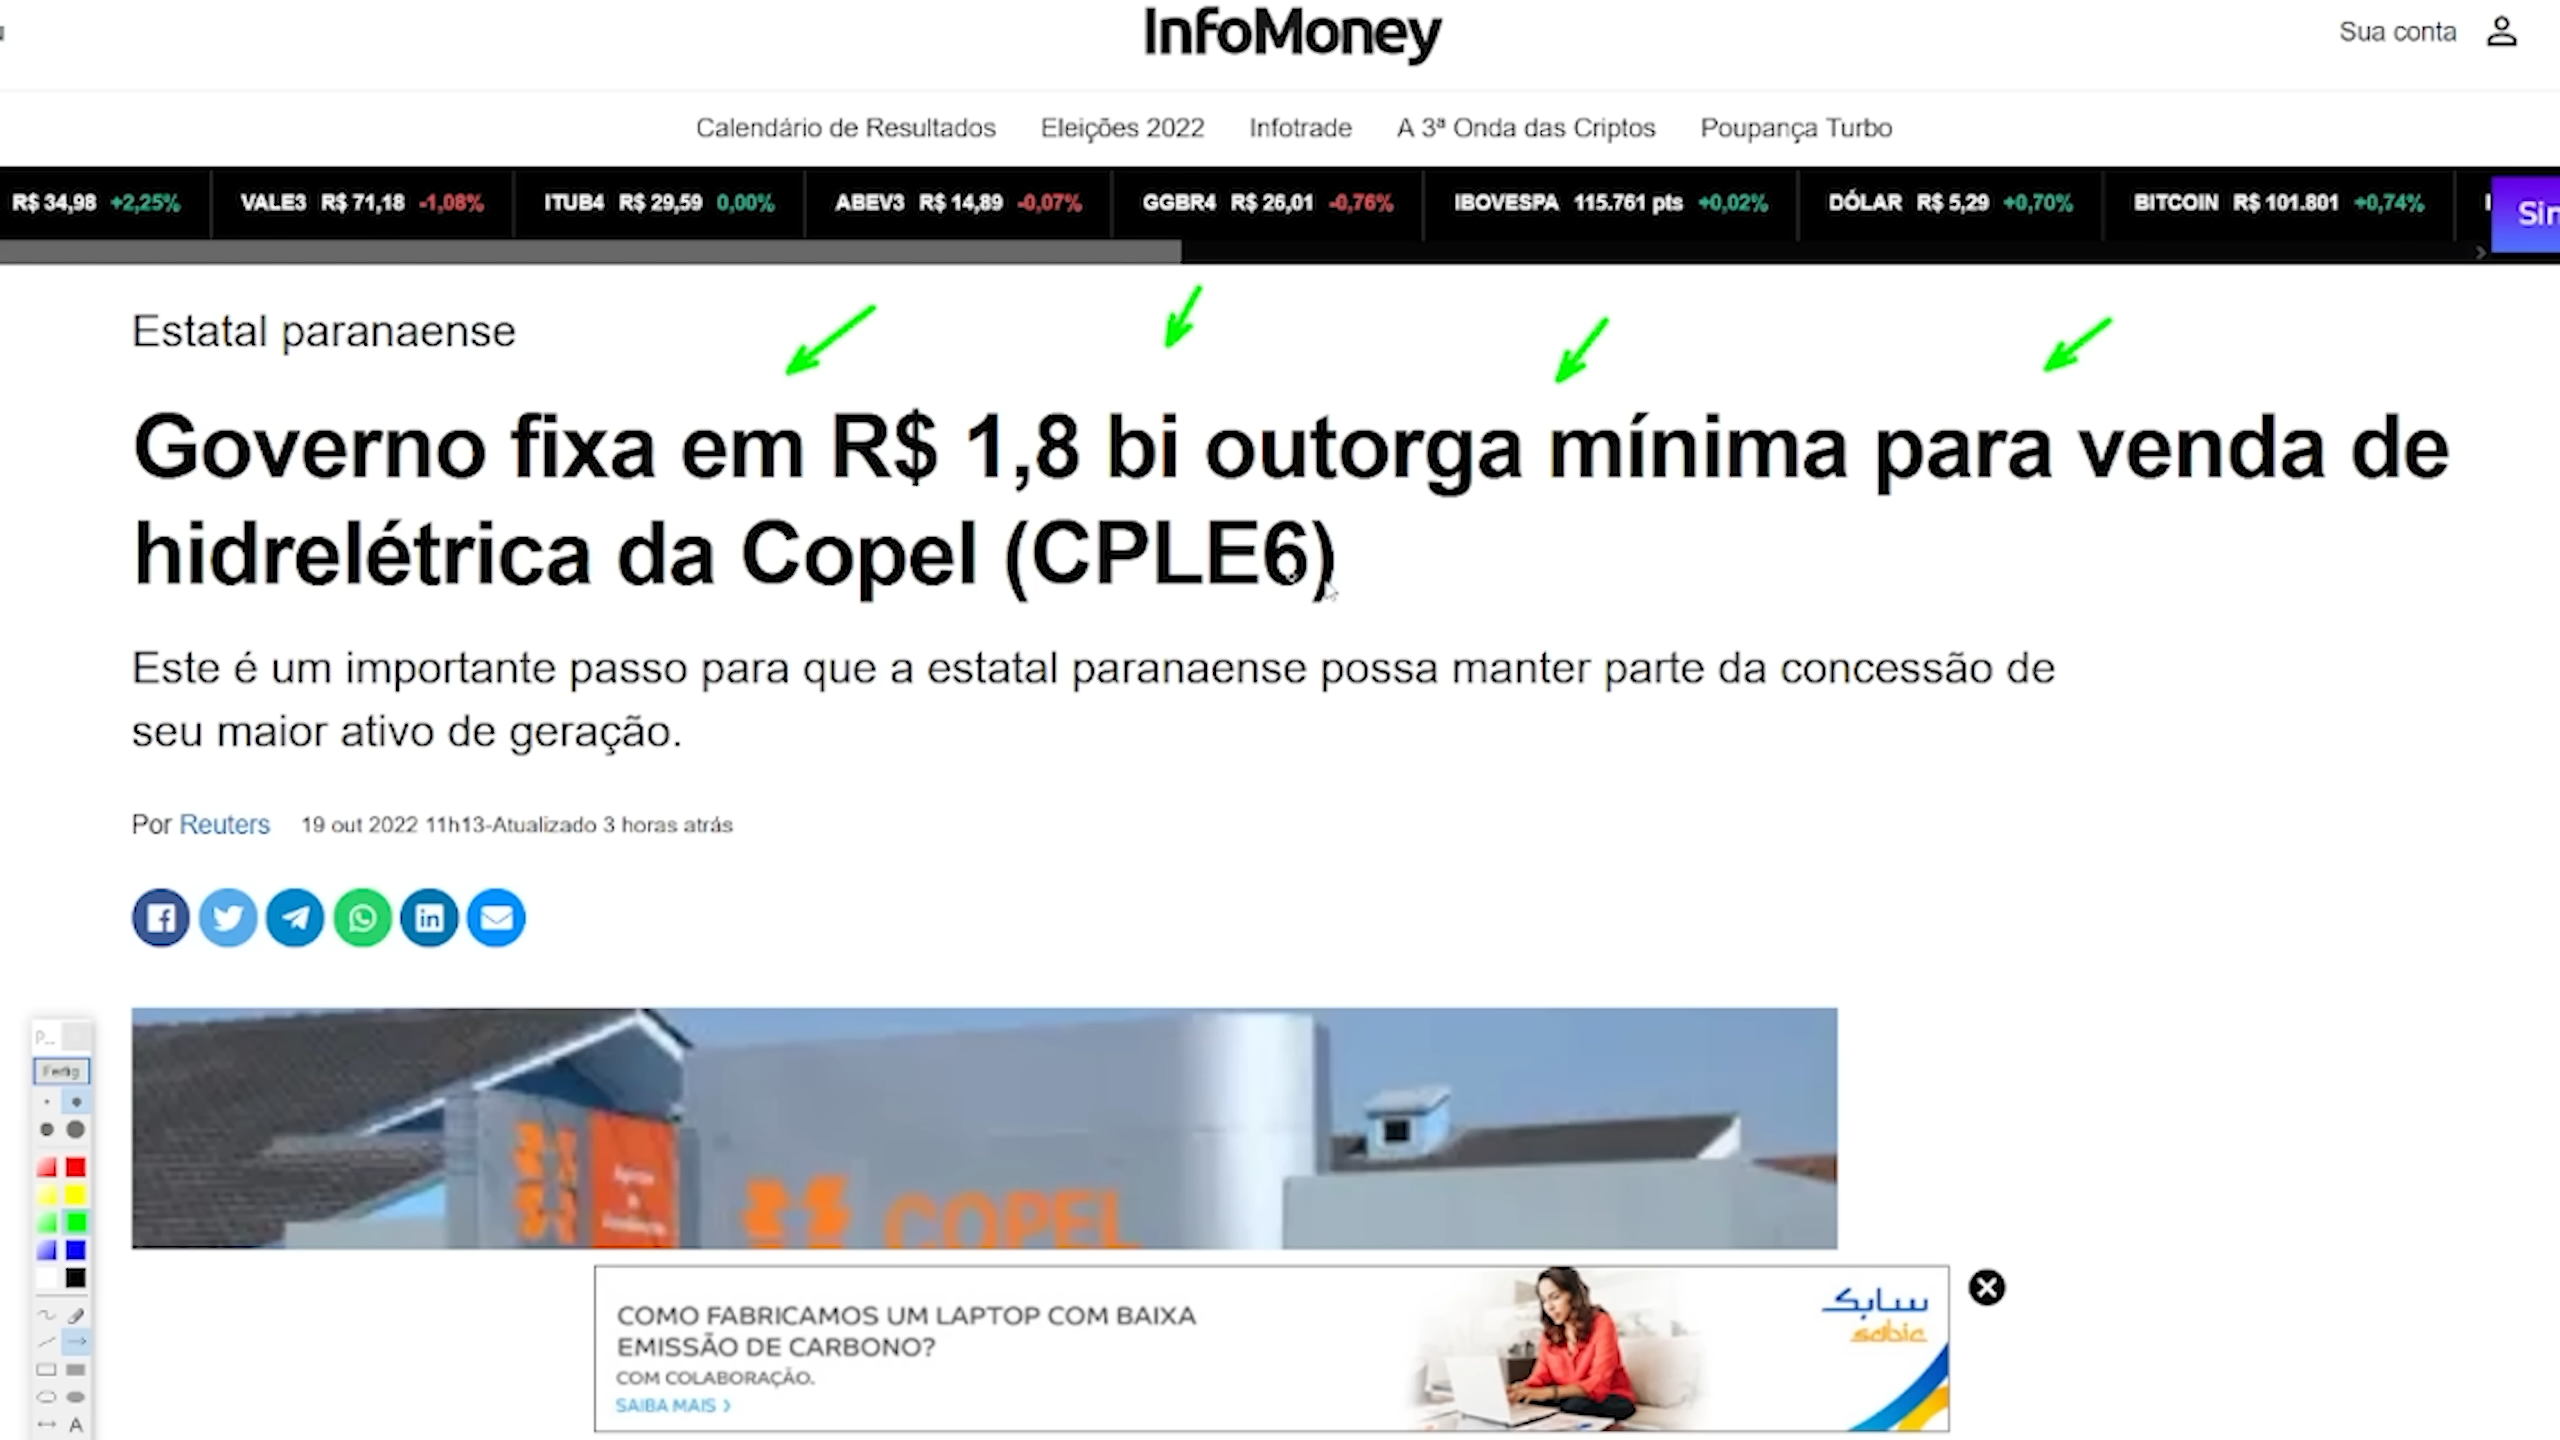 InfoMoney
Sua conta
Calendário de Resultados Eleições 2022 Infotrade A 3ª Onda das Criptos Poupança Turbo
R$ 34,98 +2,25% VALE3 R$ 71,18 -1,08% ITUB4 R$ 29,59 0,00% ABEV3 R$ 14,89 -0,07% GGBR4 R$ 26,01 -0,76% IBOVESPA 115.761 pts +0,02% DÓLAR R$ 5,29 +0,70% BITCOIN R$ 101.801 +0,74%
Estatal paranaense
Governo fixa em R$ 1,8 bi outorga mínima para venda de
hidrelétrica da Copel (CPLE6)
Este é um importante passo para que a estatal paranaense possa manter parte da concessão de
seu maior ativo de geração.
Por Reuters 19 out 2022 11h13-Atualizado 3 horas atrás
P...
Fertig
A
COPEL
COMO FABRICAMOS UM LAPTOP COM BAIXA
EMISSÃO DE CARBONO?
COM COLABORAÇÃO.
SAIBA MAIS >
سابك
sabic